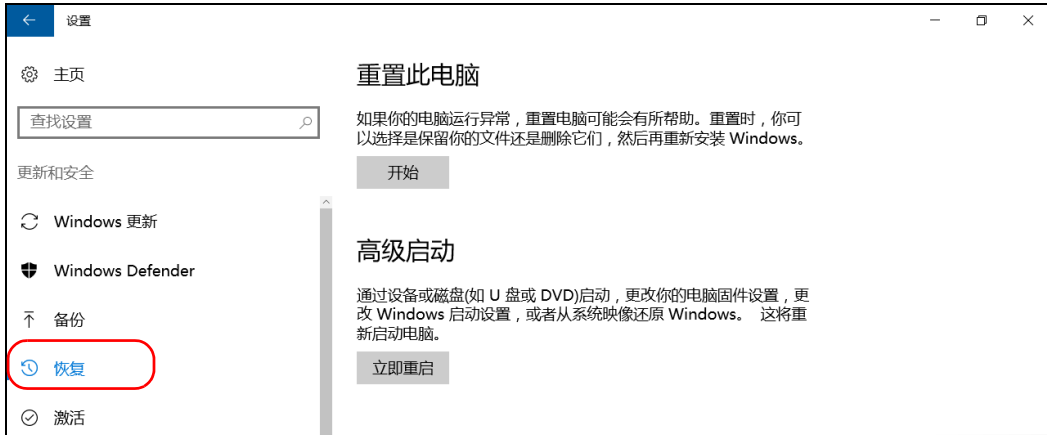 设置
主页
查找设置
更新和安全
Windows 更新
Windows Defender
备份
恢复
激活
重置此电脑
如果你的电脑运行异常，重置电脑可能会有所帮助。重置时，你可
以选择是保留你的文件还是删除它们，然后再重新安装 Windows。
开始
高级启动
通过设备或磁盘(如 U 盘或 DVD)启动，更改你的电脑固件设置，更
改 Windows 启动设置，或者从系统映像还原 Windows。 这将重
新启动电脑。
立即重启